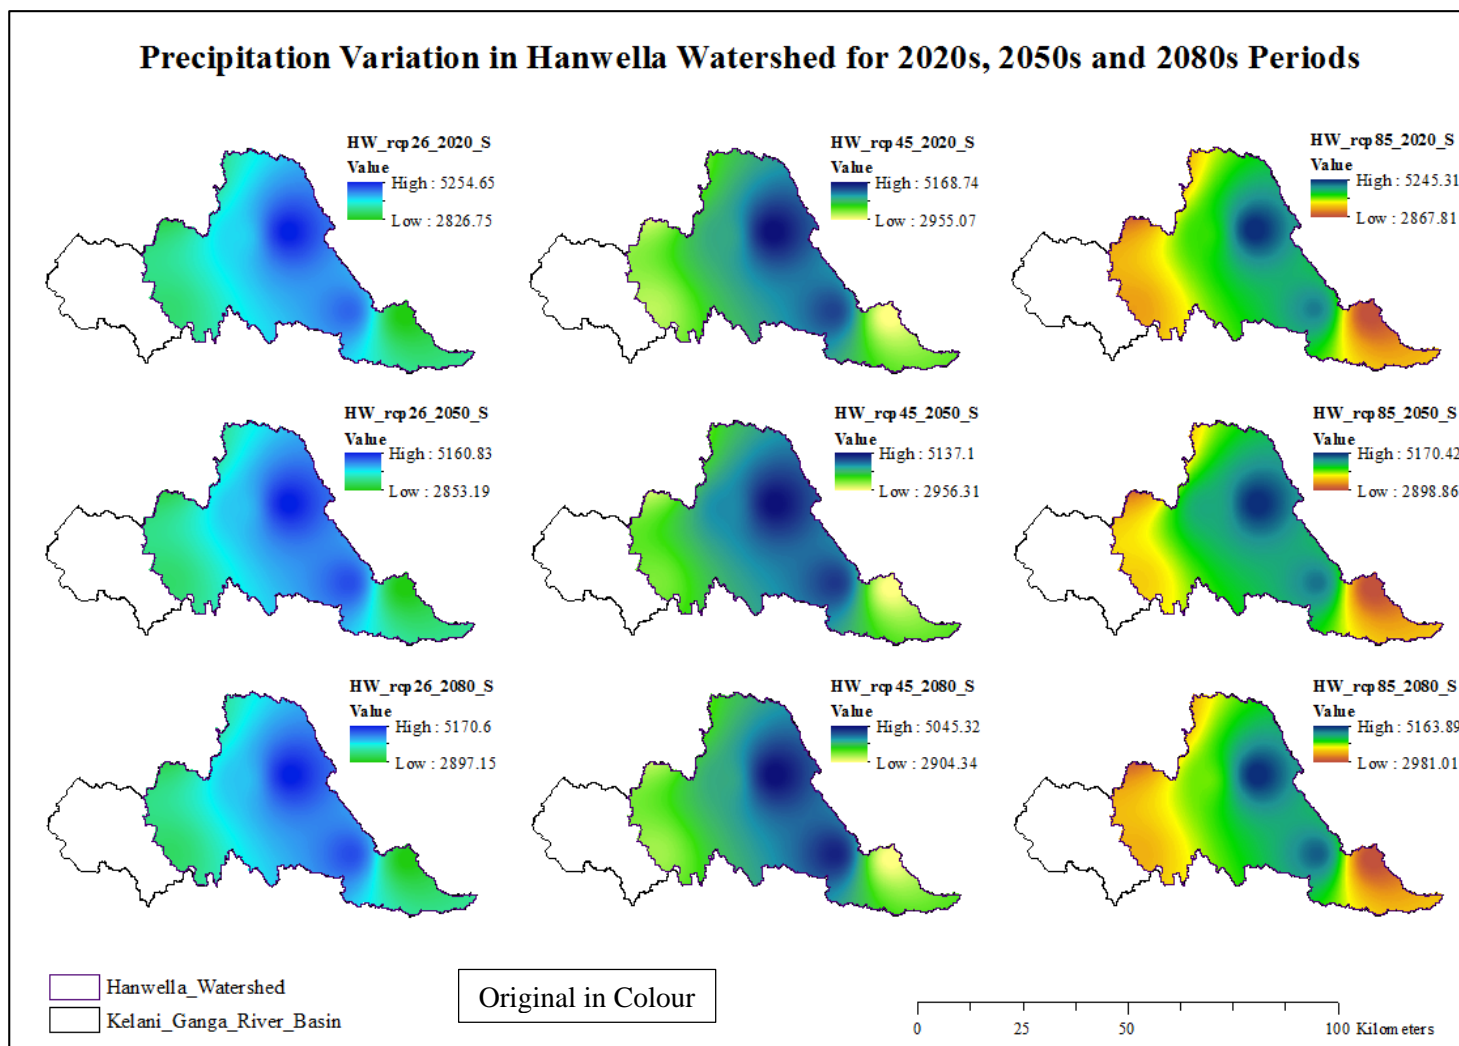 Precipitation Variation in Hanwella Watershed for 2020s, 2050s and 2080s Periods
HW_rcp26_2020_S
Value
High : 5254.65
Low : 2826.75
HW_rcp45_2020_S
Value
High : 5168.74
Low : 2955.07
HW_rcp85_2020_S
Value
High : 5245.31
Low : 2867.81
HW_rcp26_2050_S
Value
High : 5160.83
Low : 2853.19
HW_rcp45_2050_S
Value
High : 5137.1
Low : 2956.31
HW_rcp85_2050_S
Value
High : 5170.42
Low : 2898.86
HW_rcp26_2080_S
Value
High : 5170.6
Low : 2897.15
HW_rcp45_2080_S
Value
High : 5045.32
Low : 2904.34
HW_rcp85_2080_S
Value
High : 5163.89
Low : 2981.01
Hanwella_Watershed
Kelani_Ganga_River_Basin
Original in Colour
0 25 50 100 Kilometers